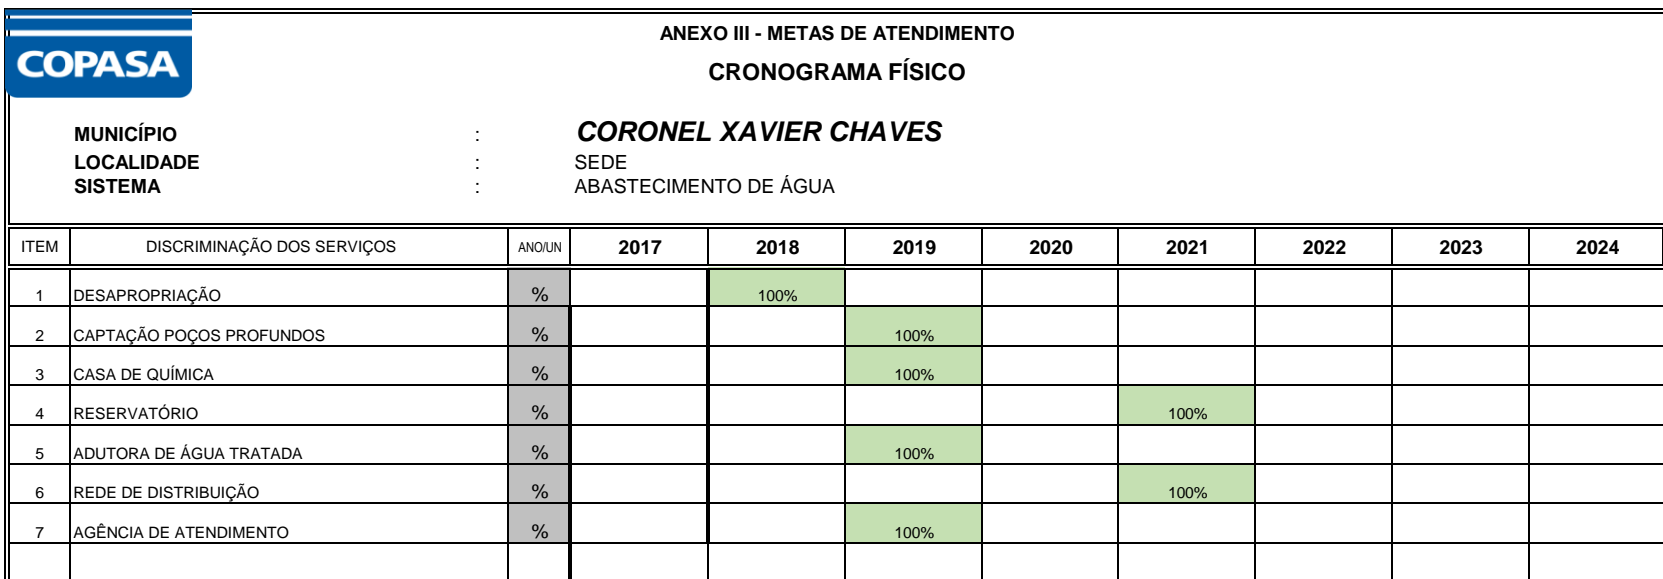 COPASA
ANEXO III - METAS DE ATENDIMENTO
CRONOGRAMA FÍSICO
MUNICÍPIO : CORONEL XAVIER CHAVES
LOCALIDADE : SEDE
SISTEMA : ABASTECIMENTO DE ÁGUA
ITEM DISCRIMINAÇÃO DOS SERVIÇOS ANO/UN 2017 2018 2019 2020 2021 2022 2023 2024
1 DESAPROPRIAÇÃO % 100%
2 CAPTAÇÃO POÇOS PROFUNDOS % 100%
3 CASA DE QUÍMICA % 100%
4 RESERVATÓRIO % 100%
5 ADUTORA DE ÁGUA TRATADA % 100%
6 REDE DE DISTRIBUIÇÃO % 100%
7 AGÊNCIA DE ATENDIMENTO % 100%